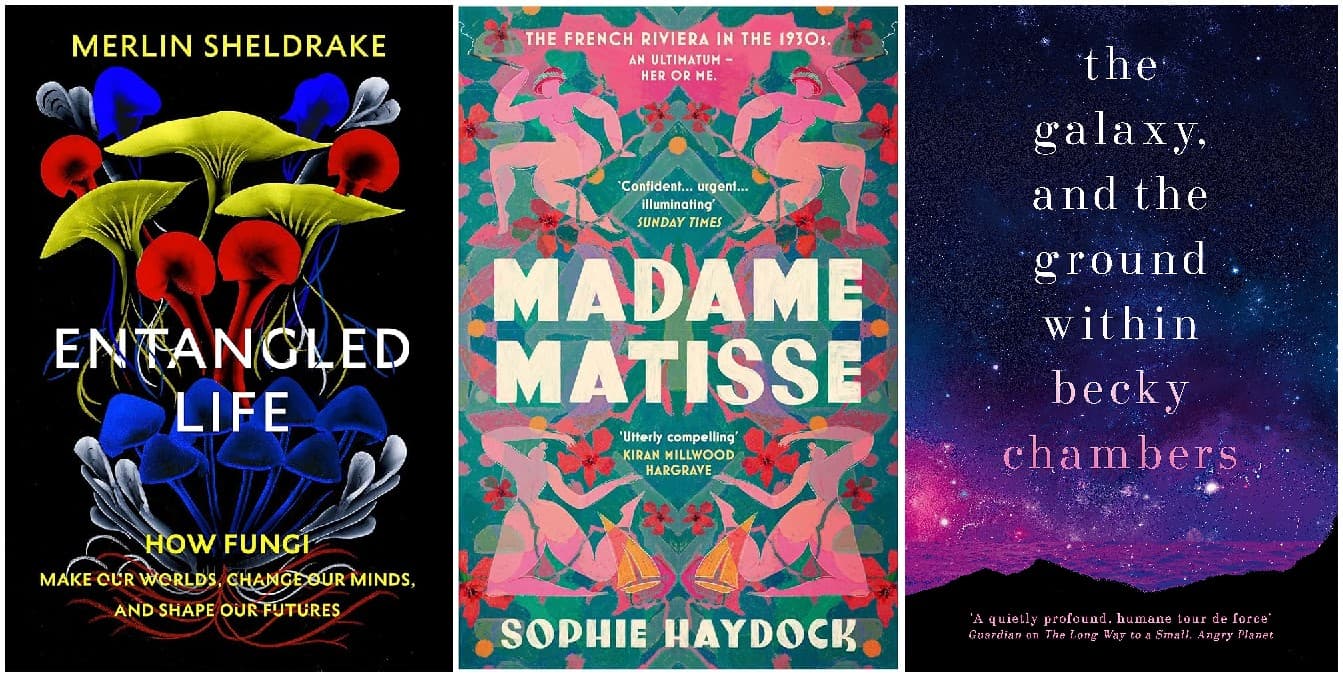 MERLIN SHELDRAKE
ENTANGLED
LIFE
HOW FUNGI
MAKE OUR WORLDS, CHANGE OUR MINDS,
AND SHAPE OUR FUTURES
THE FRENCH RIVIERA IN THE 1930s.
AN ULTIMATUM –
HER OR ME.
'Confident... urgent...
illuminating'
SUNDAY TIMES
MADAME
MATISSE
'Utterly compelling'
KIRAN MILLWOOD
HARGRAVE
SOPHIE HAYDOCK
the
galaxy,
and the
ground
within
becky
chambers
'A quietly profound, humane tour de force'
Guardian on The Long Way to a Small, Angry Planet